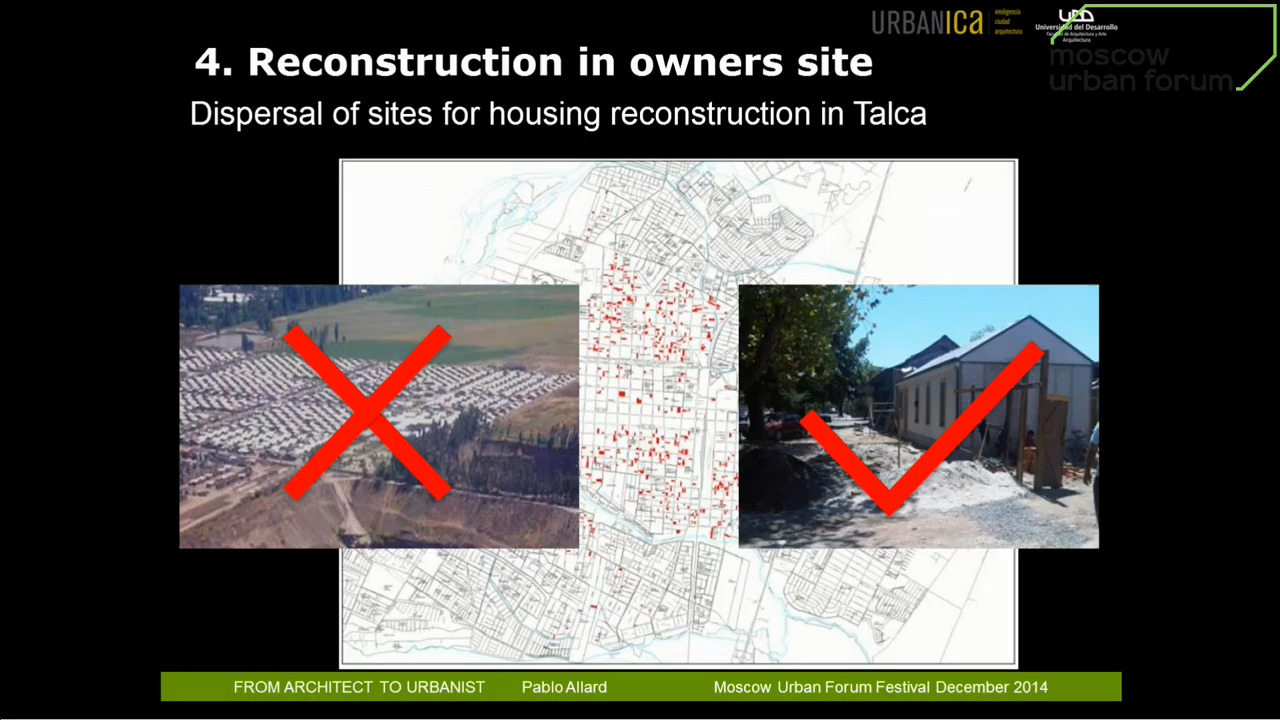 URBANICA
inteligencia
ciudad
arquitectura
UDD
Universidad del Desarrollo
Facultad de Arquitectura y Arte
Arquitectura
moscow
urban forum
4. Reconstruction in owners site
Dispersal of sites for housing reconstruction in Talca
FROM ARCHITECT TO URBANIST Pablo Allard Moscow Urban Forum Festival December 2014